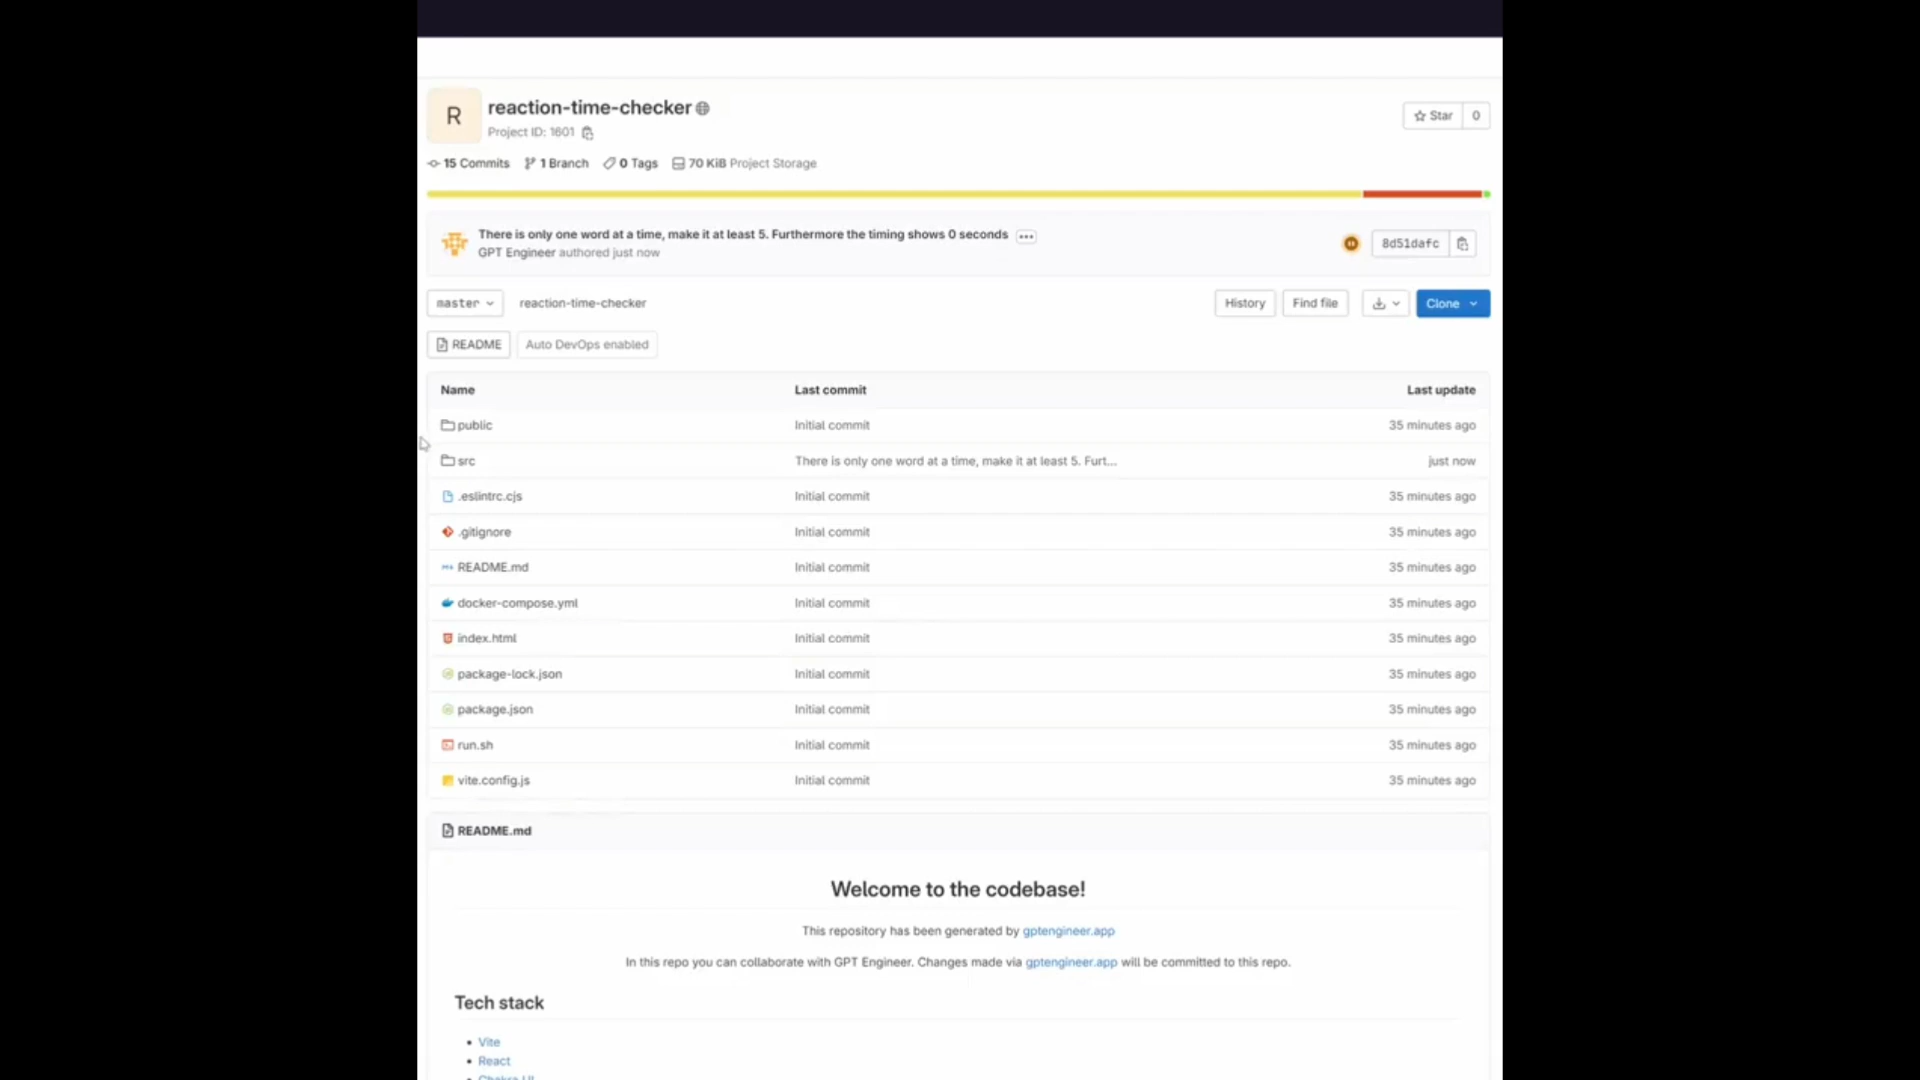 R
reaction-time-checker
Project ID: 1601
Star 0
15 Commits 1 Branch 0 Tags 70 KiB Project Storage
There is only one word at a time, make it at least 5. Furthermore the timing shows 0 seconds
GPT Engineer authored just now
8d51dafc
master reaction-time-checker History Find file Clone
README Auto DevOps enabled
Name Last commit Last update
public Initial commit 35 minutes ago
src There is only one word at a time, make it at least 5. Furt... just now
.eslintrc.cjs Initial commit 35 minutes ago
.gitignore Initial commit 35 minutes ago
README.md Initial commit 35 minutes ago
docker-compose.yml Initial commit 35 minutes ago
index.html Initial commit 35 minutes ago
package-lock.json Initial commit 35 minutes ago
package.json Initial commit 35 minutes ago
run.sh Initial commit 35 minutes ago
vite.config.js Initial commit 35 minutes ago
README.md
Welcome to the codebase!
This repository has been generated by gptengineer.app
In this repo you can collaborate with GPT Engineer. Changes made via gptengineer.app will be committed to this repo.
Tech stack
• Vite
• React
• Chakra UI